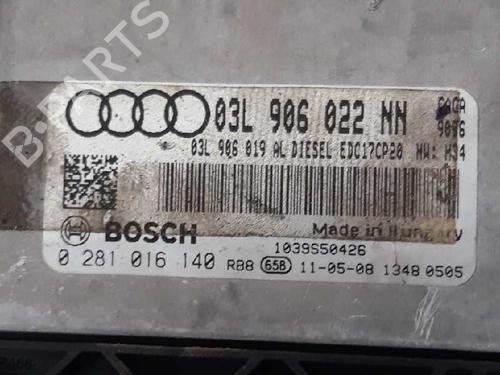 B-PARTS
03L 906 022 NN
9096
03L 906 019 AL DIESEL EDC17CP20 HW: H34
BOSCH
Made in Hungary
1039S50426
0 281 016 140 RB8 658 11-05-08 1348 0505